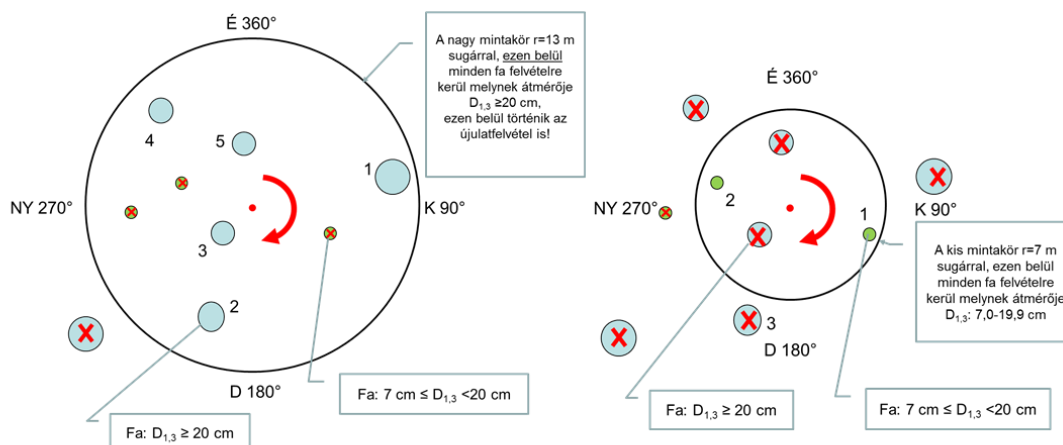 É 360°
A nagy mintakör r=13 m
sugárral, ezen belül
minden fa felvételre
kerül melynek átmérője
D1,3 ≥20 cm,
ezen belül történik az
újulatfelvétel is!
4
5
1
NY 270°
K 90°
3
2
D 180°
Fa: 7 cm ≤ D1,3 <20 cm
Fa: D1,3 ≥ 20 cm
É 360°
2
NY 270°
K 90°
1
A kis mintakör r=7 m
sugárral, ezen belül
minden fa felvételre
kerül melynek átmérője
D1,3: 7,0-19,9 cm
3
D 180°
Fa: D1,3 ≥ 20 cm
Fa: 7 cm ≤ D1,3 <20 cm